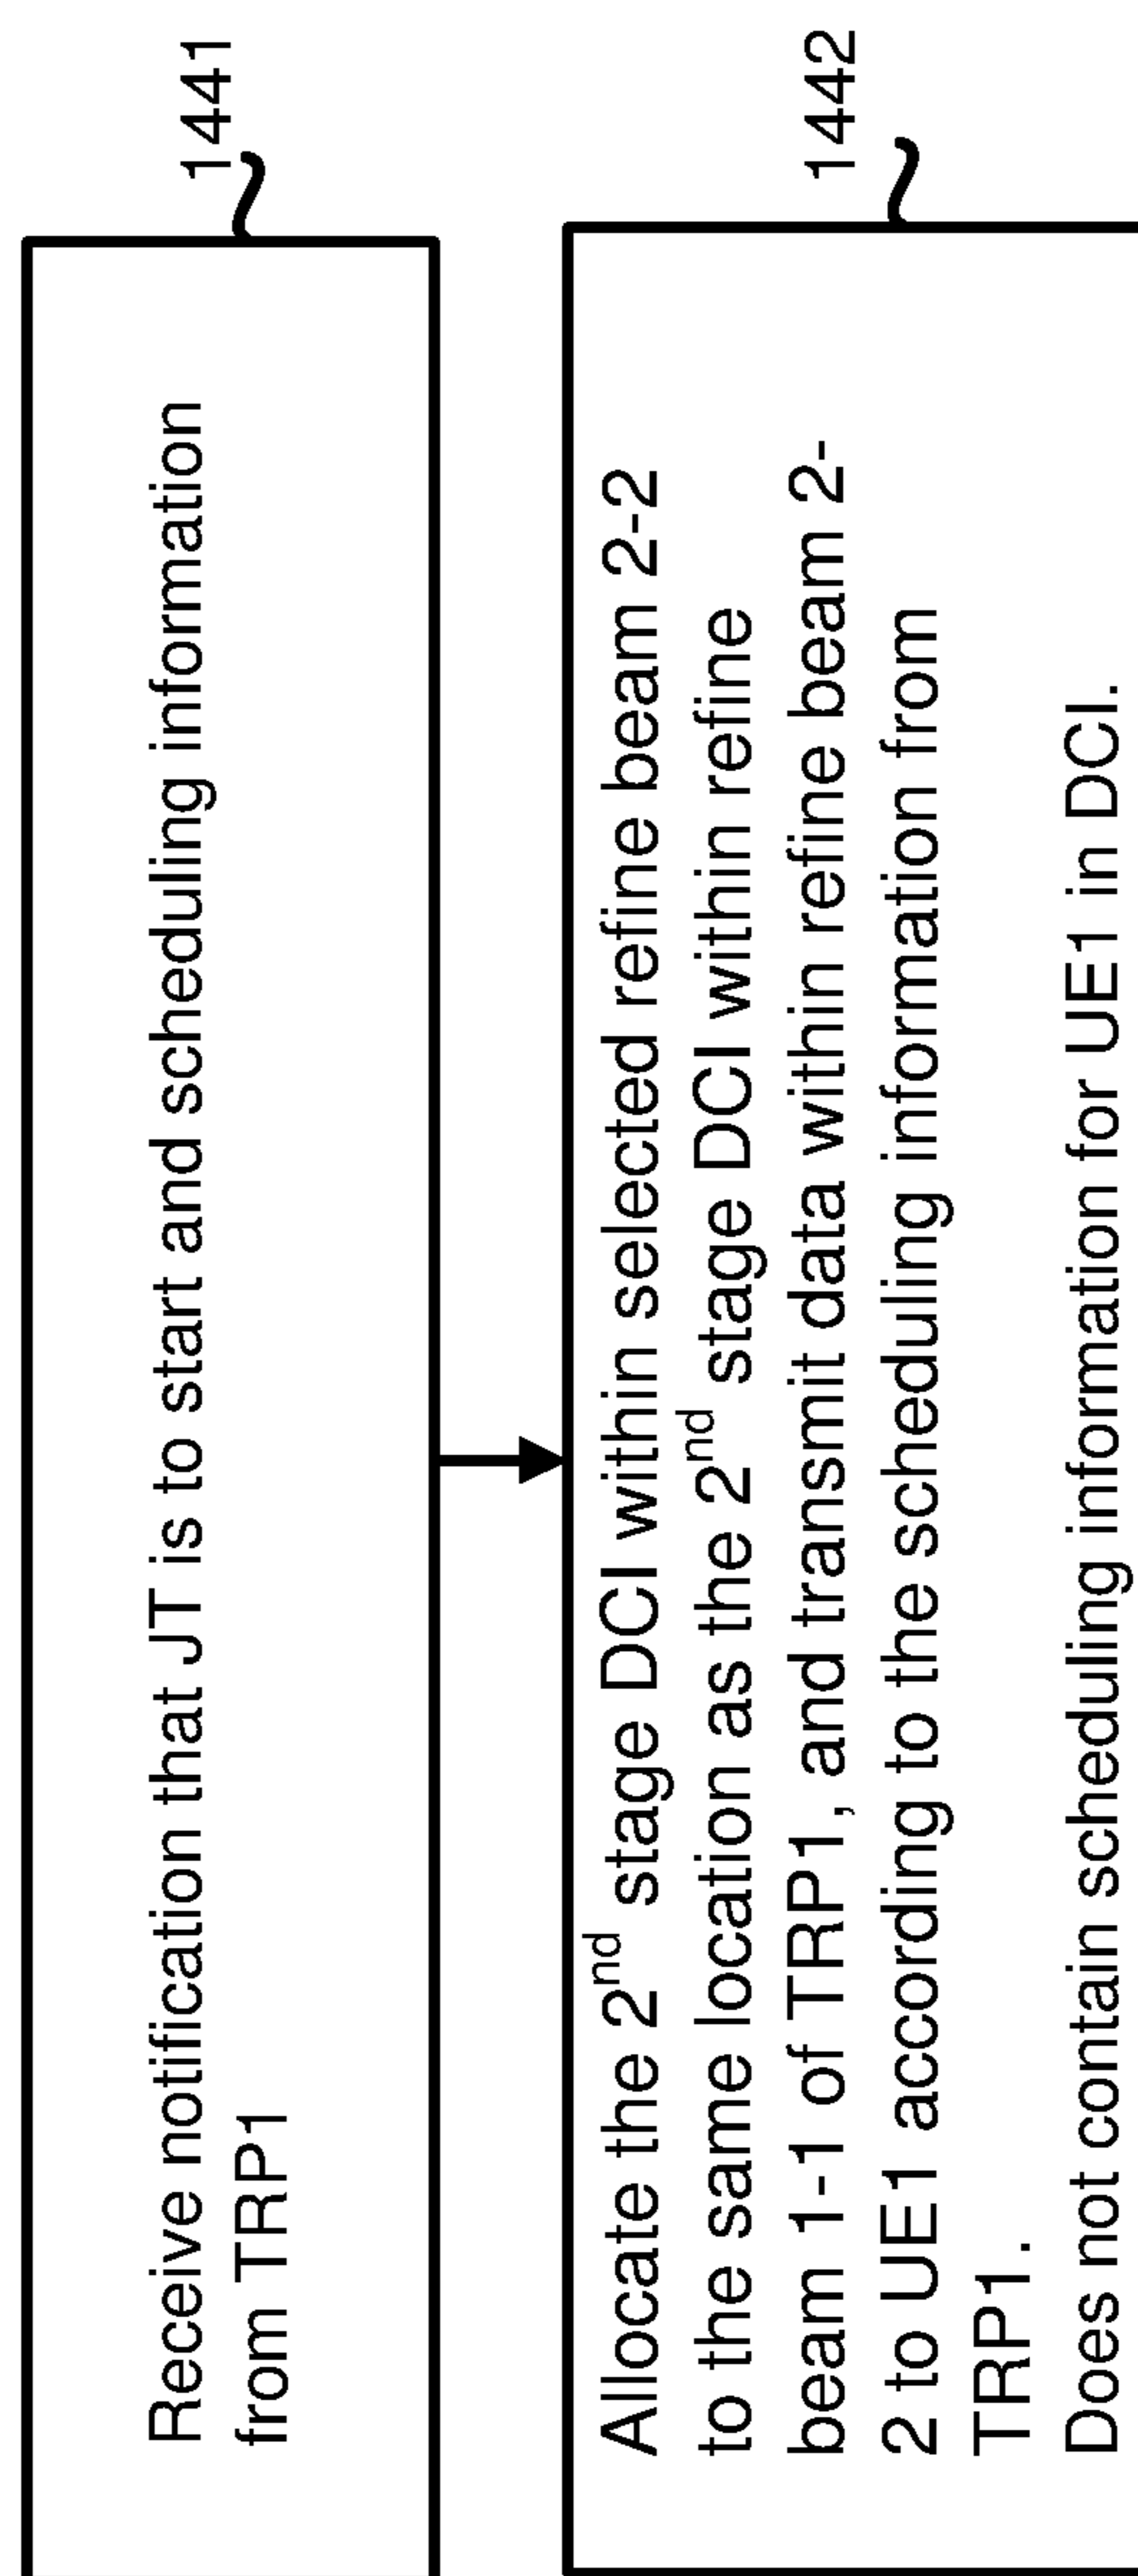 1441
Receive notification that JT is to start and scheduling information
from TRP1
1442
Allocate the 2nd stage DCI within selected refine beam 2-2
to the same location as the 2nd stage DCI within refine
beam 1-1 of TRP1, and transmit data within refine beam 2-
2 to UE1 according to the scheduling information from
TRP1.
Does not contain scheduling information for UE1 in DCI.